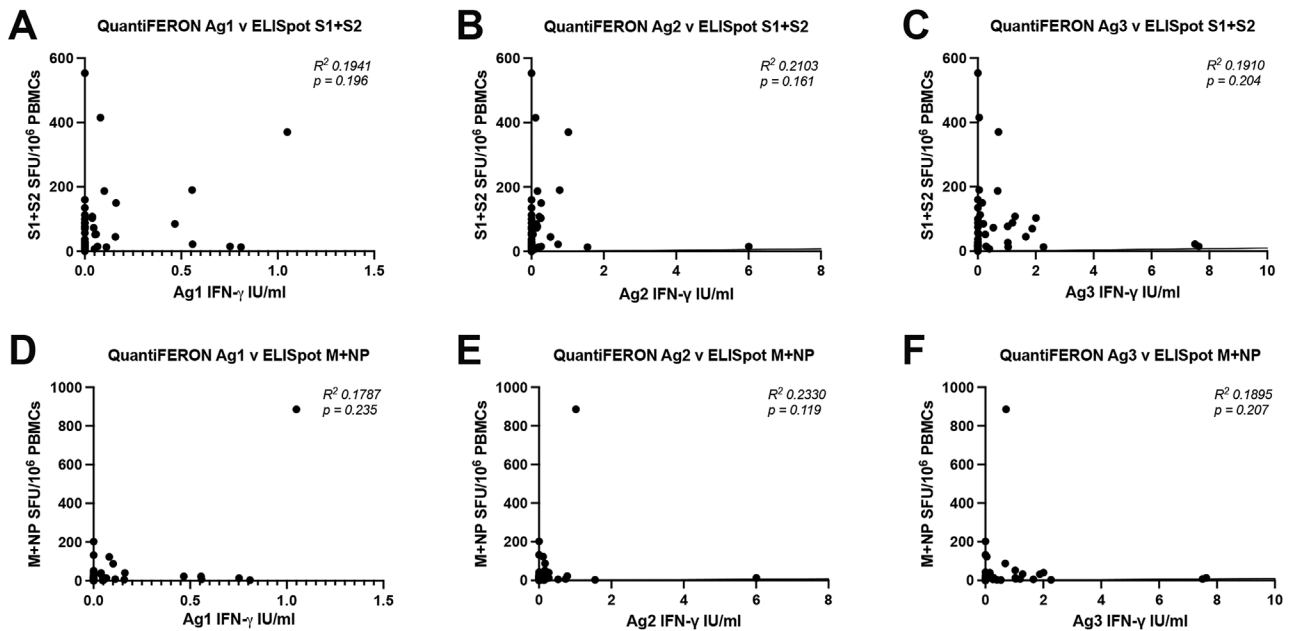 A
QuantiFERON Ag1 v ELISpot S1+S2
R² 0.1941
p = 0.196
S1+S2 SFU/10⁶ PBMCs
600
400
200
0
0.0 0.5 1.0 1.5
Ag1 IFN-γ IU/ml
B
QuantiFERON Ag2 v ELISpot S1+S2
R² 0.2103
p = 0.161
S1+S2 SFU/10⁶ PBMCs
600
400
200
0
0 2 4 6 8
Ag2 IFN-γ IU/ml
C
QuantiFERON Ag3 v ELISpot S1+S2
R² 0.1910
p = 0.204
S1+S2 SFU/10⁶ PBMCs
600
400
200
0
0 2 4 6 8 10
Ag3 IFN-γ IU/ml
D
QuantiFERON Ag1 v ELISpot M+NP
R² 0.1787
p = 0.235
M+NP SFU/10⁶ PBMCs
1000
800
600
400
200
0
0.0 0.5 1.0 1.5
Ag1 IFN-γ IU/ml
E
QuantiFERON Ag2 v ELISpot M+NP
R² 0.2330
p = 0.119
M+NP SFU/10⁶ PBMCs
1000
800
600
400
200
0
0 2 4 6 8
Ag2 IFN-γ IU/ml
F
QuantiFERON Ag3 v ELISpot M+NP
R² 0.1895
p = 0.207
M+NP SFU/10⁶ PBMCs
1000
800
600
400
200
0
0 2 4 6 8 10
Ag3 IFN-γ IU/ml